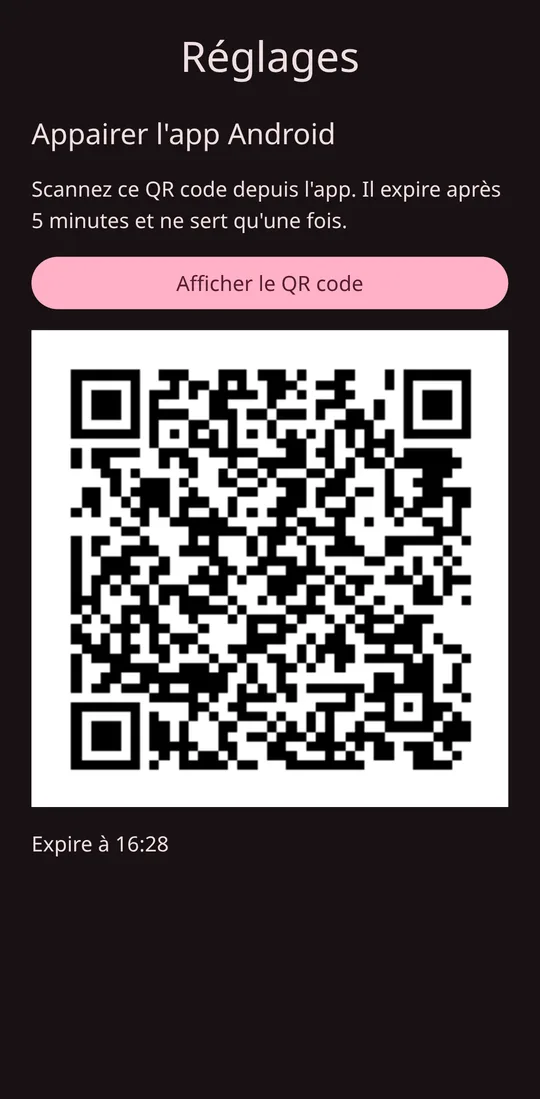 Réglages
Appairer l'app Android
Scannez ce QR code depuis l'app. Il expire après
5 minutes et ne sert qu'une fois.
Afficher le QR code
Expire à 16:28